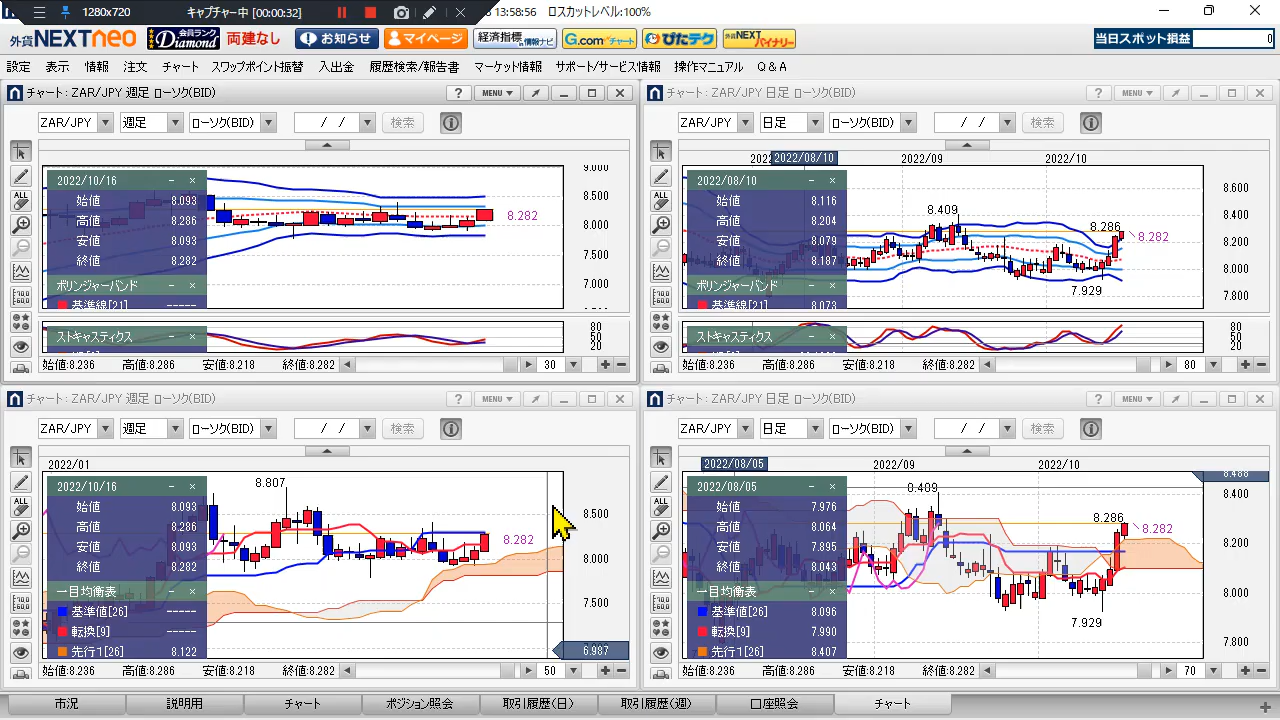 1280x720 キャプチャー中 [00:00:32] 13:58:56 ロスカットレベル:100%
外貨NEXTneo 会員ランク Diamond 両建なし お知らせ マイページ 経済指標&情報ナビ G.comチャート ぴたテク 外貨NEXTバイナリー 当日スポット損益 0
設定 表示 情報 注文 チャート スワップポイント振替 入出金 履歴検索/報告書 マーケット情報 サポート/サービス情報 操作マニュアル Q&A
チャート : ZAR/JPY 週足 ローソク(BID) ? MENU
ZAR/JPY 週足 ローソク(BID) / / 検索
ALL
2022/10/16
始値 8.093
高値 8.286
安値 8.093
終値 8.282
ボリンジャーバンド
基準線[21] -----
9.000
8.500
8.282
8.000
7.000
ストキャスティクス
80
50
20
始値:8.236 高値:8.286 安値:8.218 終値:8.282 30
チャート : ZAR/JPY 日足 ローソク(BID) ? MENU
ZAR/JPY 日足 ローソク(BID) / / 検索
ALL
2022/08/10 2022/09 2022/10
2022/08/10
始値 8.116
高値 8.204
安値 8.079
終値 8.187
ボリンジャーバンド
基準線[21] 8.073
8.409
8.286
8.282
7.929
8.600
8.400
8.200
8.000
7.800
ストキャスティクス
80
50
20
始値:8.236 高値:8.286 安値:8.218 終値:8.282 80
チャート : ZAR/JPY 週足 ローソク(BID) ? MENU
ZAR/JPY 週足 ローソク(BID) / / 検索
ALL
2022/01
2022/10/16
始値 8.093
高値 8.286
安値 8.093
終値 8.282
一目均衡表
基準値[26] -----
転換[9] -----
先行1[26] 8.122
8.807
8.282
8.500
8.000
7.500
6.987
始値:8.236 高値:8.286 安値:8.218 終値:8.282 50
チャート : ZAR/JPY 日足 ローソク(BID) ? MENU
ZAR/JPY 日足 ローソク(BID) / / 検索
ALL
2022/08/05 2022/09 2022/10
2022/08/05
始値 7.976
高値 8.064
安値 7.895
終値 8.043
一目均衡表
基準値[26] 8.096
転換[9] 7.990
先行1[26] 8.407
8.286
8.282
7.929
8.488
8.400
8.200
8.000
7.800
始値:8.236 高値:8.286 安値:8.218 終値:8.282 70
市況 説明用 チャート ポジション照会 取引履歴(日) 取引履歴(週) 口座照会 チャート